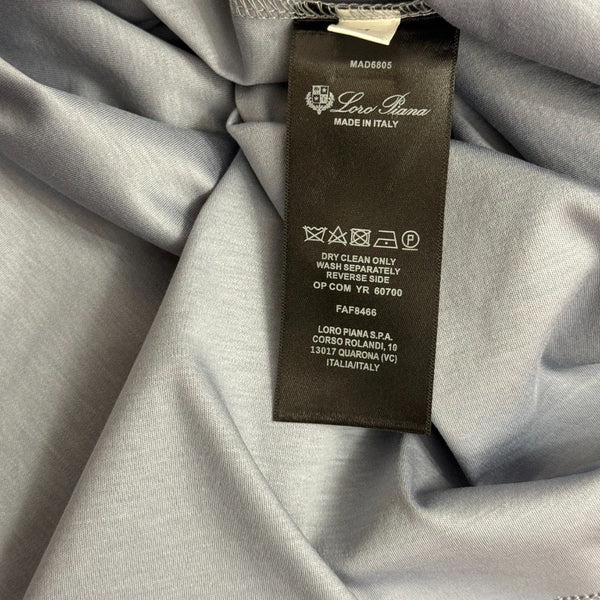 MAD6805
Loro Piana
MADE IN ITALY
P
DRY CLEAN ONLY
WASH SEPARATELY
REVERSE SIDE
OP COM YR 60700
FAF8466
LORO PIANA S.P.A.
CORSO ROLANDI, 10
13017 QUARONA (VC)
ITALIA/ITALY